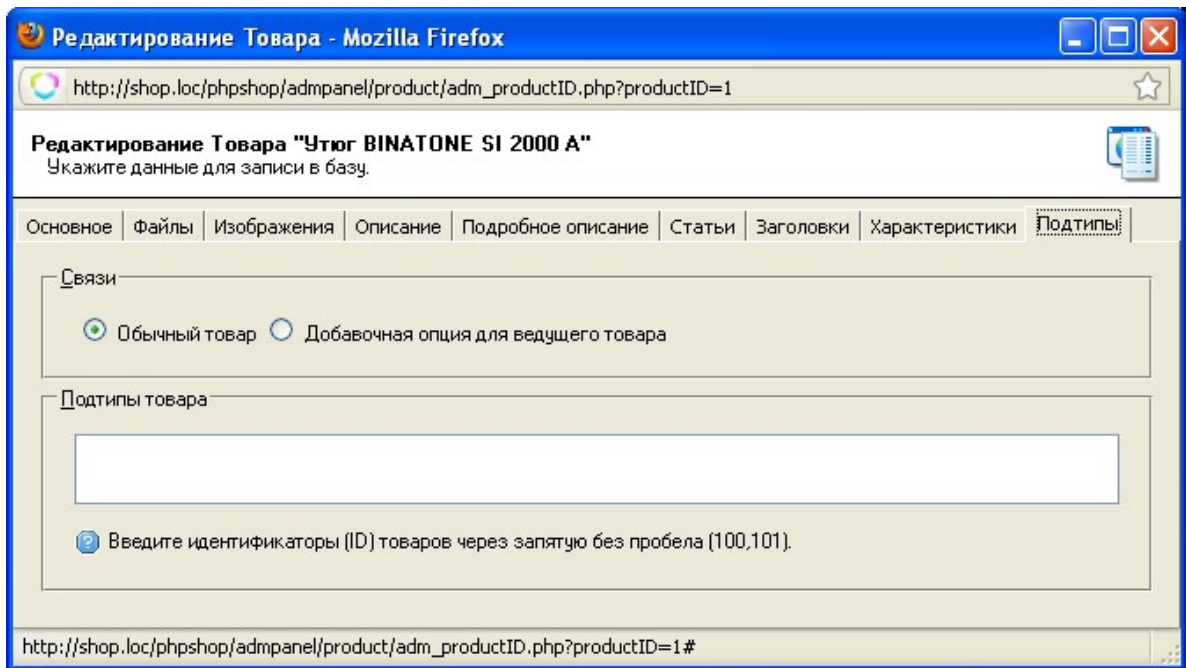 Редактирование Товара - Mozilla Firefox
http://shop.loc/phpshop/admpanel/product/adm_productID.php?productID=1
Редактирование Товара "Утюг BINATONE SI 2000 A"
Укажите данные для записи в базу.
Основное Файлы Изображения Описание Подробное описание Статьи Заголовки Характеристики Подтипы
Связи
Обычный товар Добавочная опция для ведущего товара
Подтипы товара
Введите идентификаторы (ID) товаров через запятую без пробела (100,101).
http://shop.loc/phpshop/admpanel/product/adm_productID.php?productID=1#